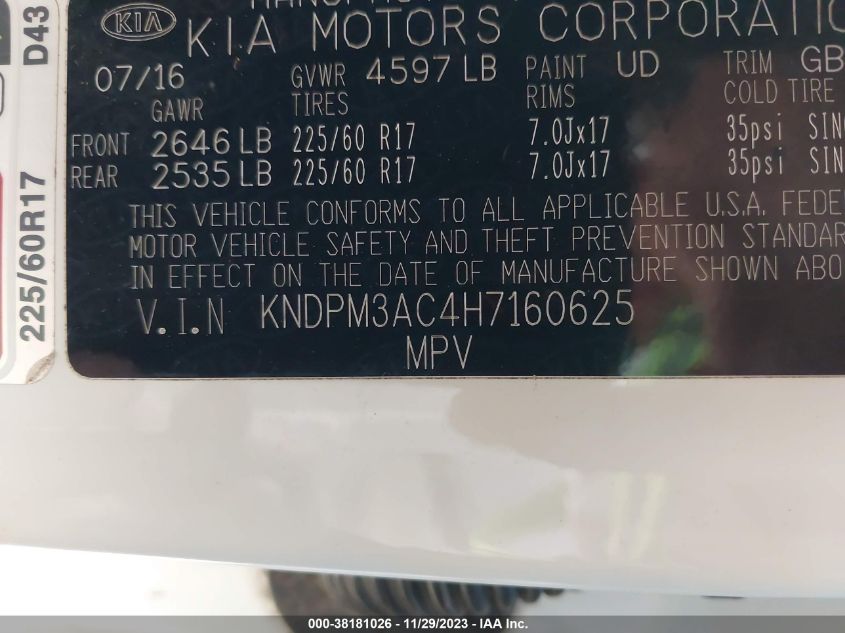 KIA
KIA MOTORS CORPORATIO
07/16 GVWR 4597 LB PAINT UD TRIM GB
GAWR TIRES RIMS COLD TIRE
FRONT 2646 LB 225/60 R17 7.0Jx17 35psi SIN
REAR 2535 LB 225/60 R17 7.0Jx17 35psi SIN
THIS VEHICLE CONFORMS TO ALL APPLICABLE U.S.A. FEDE
MOTOR VEHICLE SAFETY AND THEFT PREVENTION STANDAR
IN EFFECT ON THE DATE OF MANUFACTURE SHOWN ABO
V.I.N KNDPM3AC4H7160625
MPV
D43
225/60R17
000-38181026 - 11/29/2023 - IAA Inc.